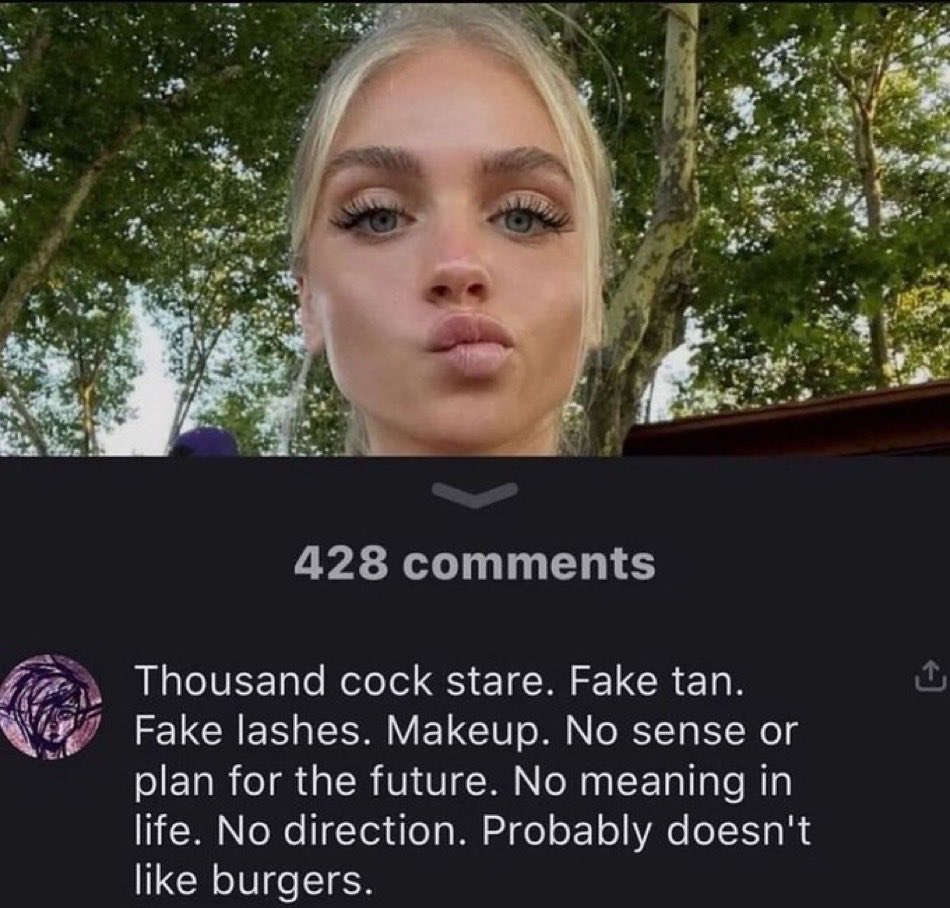 428 comments
Thousand cock stare. Fake tan.
Fake lashes. Makeup. No sense or
plan for the future. No meaning in
life. No direction. Probably doesn't
like burgers.